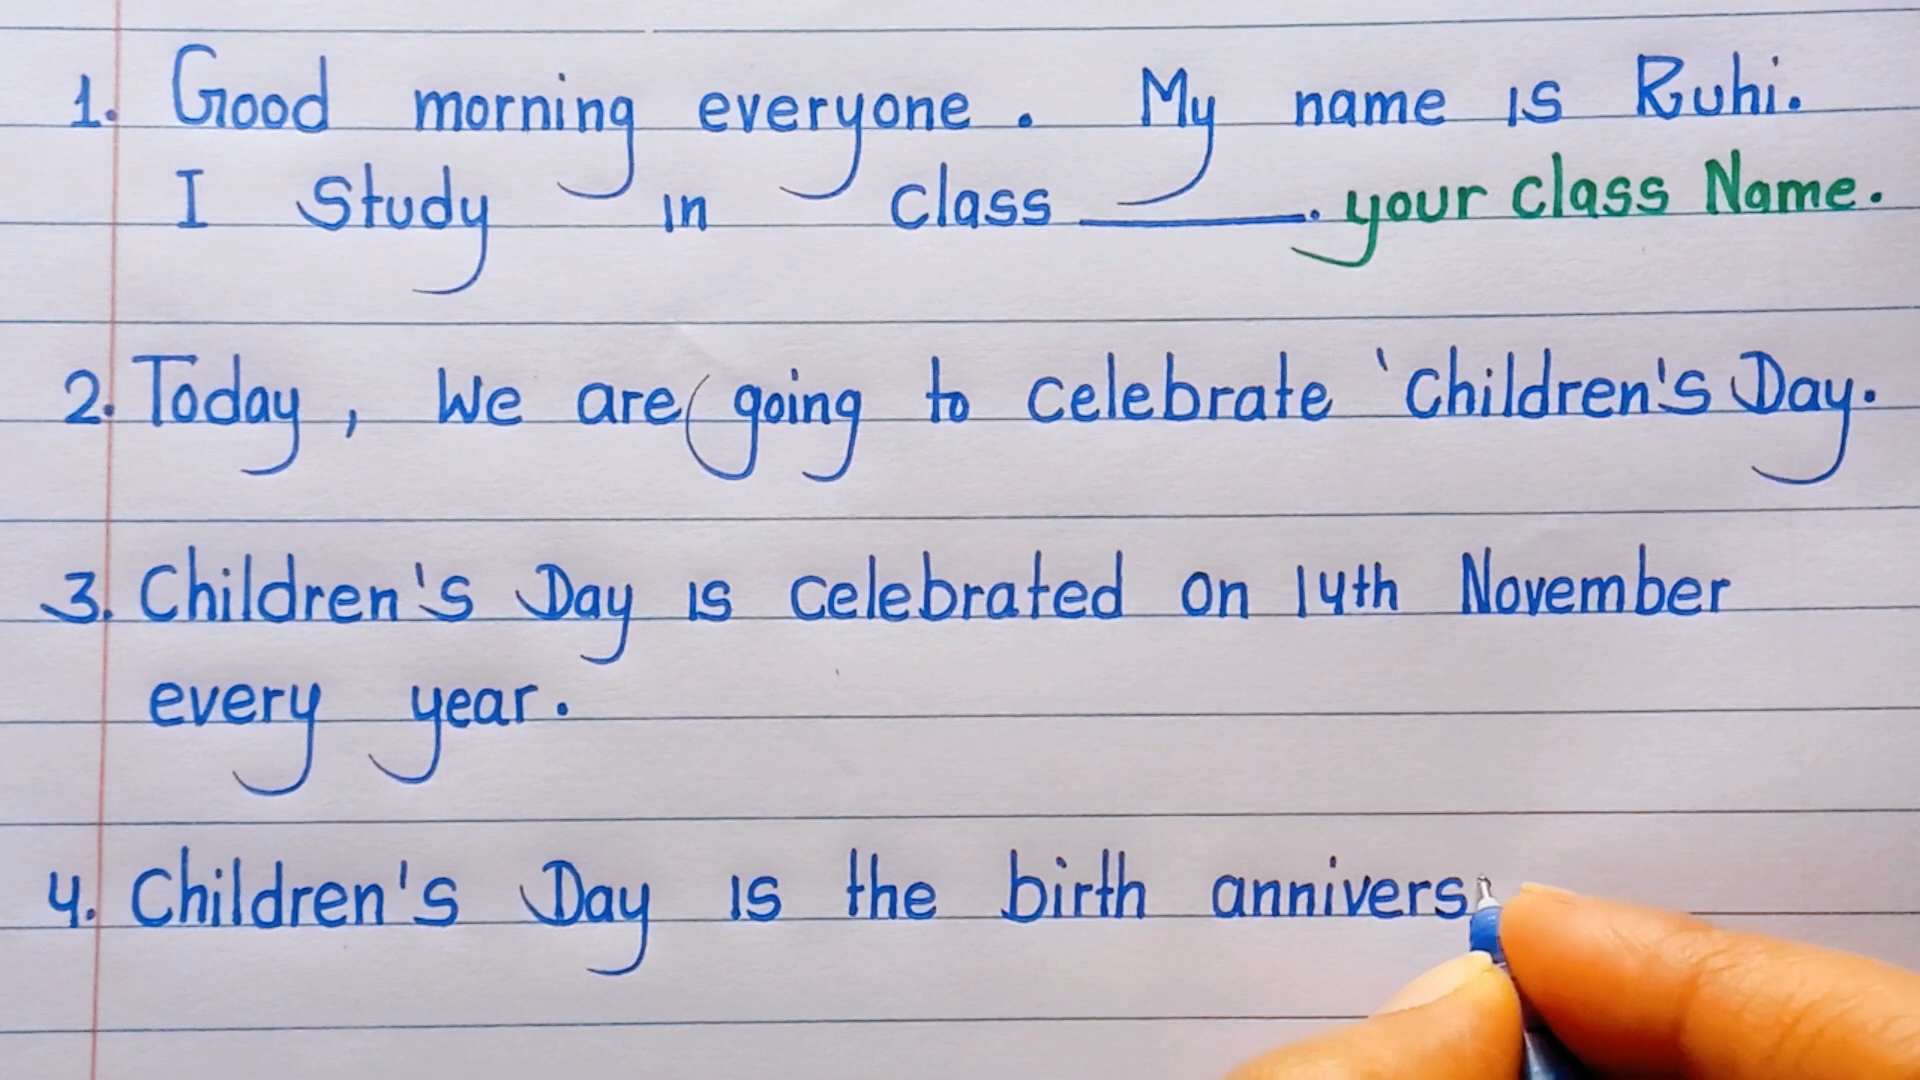 1. Good morning everyone. My name is Ruhi.
I Study in class ______. your class Name.
2. Today, We are going to celebrate 'Children's Day.
3. Children's Day is celebrated on 14th November
every year.
4. Children's Day is the birth annivers